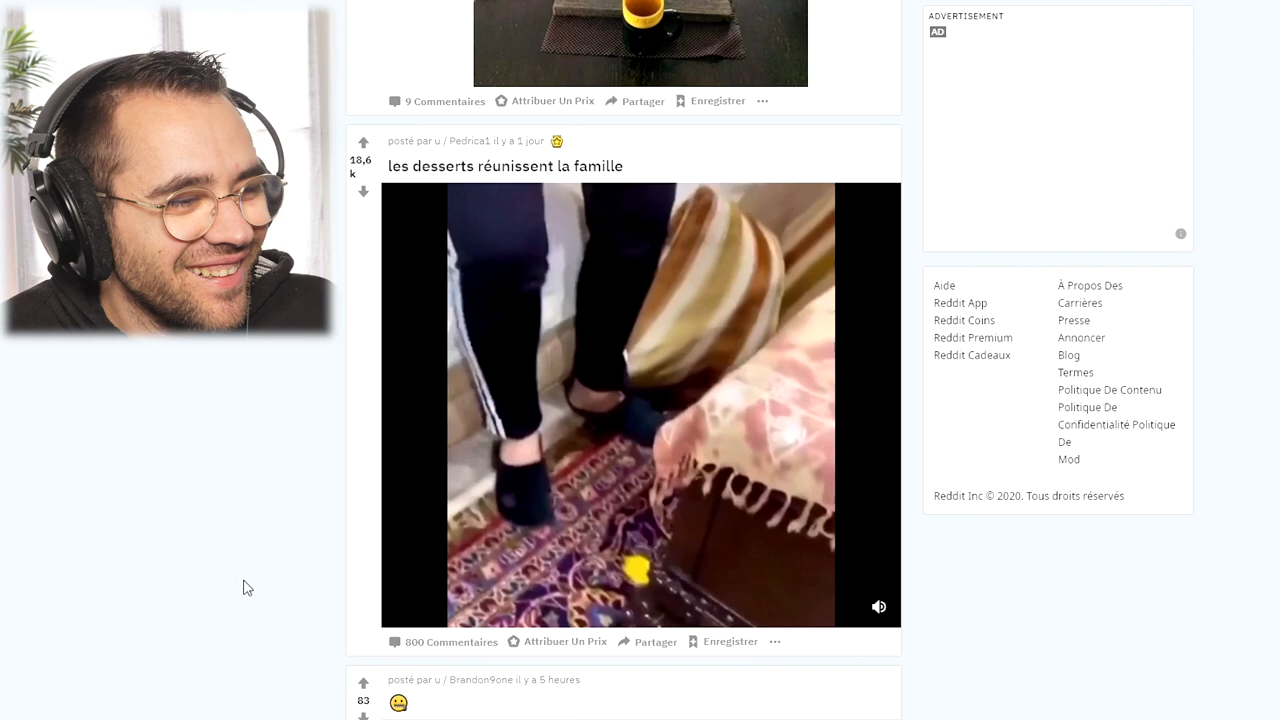 9 Commentaires Attribuer Un Prix Partager Enregistrer
posté par u / Pedrica1 il y a 1 jour
18,6
k
les desserts réunissent la famille
800 Commentaires Attribuer Un Prix Partager Enregistrer
posté par u / Brandon9one il y a 5 heures
83
ADVERTISEMENT
AD
Aide
Reddit App
Reddit Coins
Reddit Premium
Reddit Cadeaux
À Propos Des
Carrières
Presse
Annoncer
Blog
Termes
Politique De Contenu
Politique De
Confidentialité Politique
De
Mod
Reddit Inc © 2020. Tous droits réservés